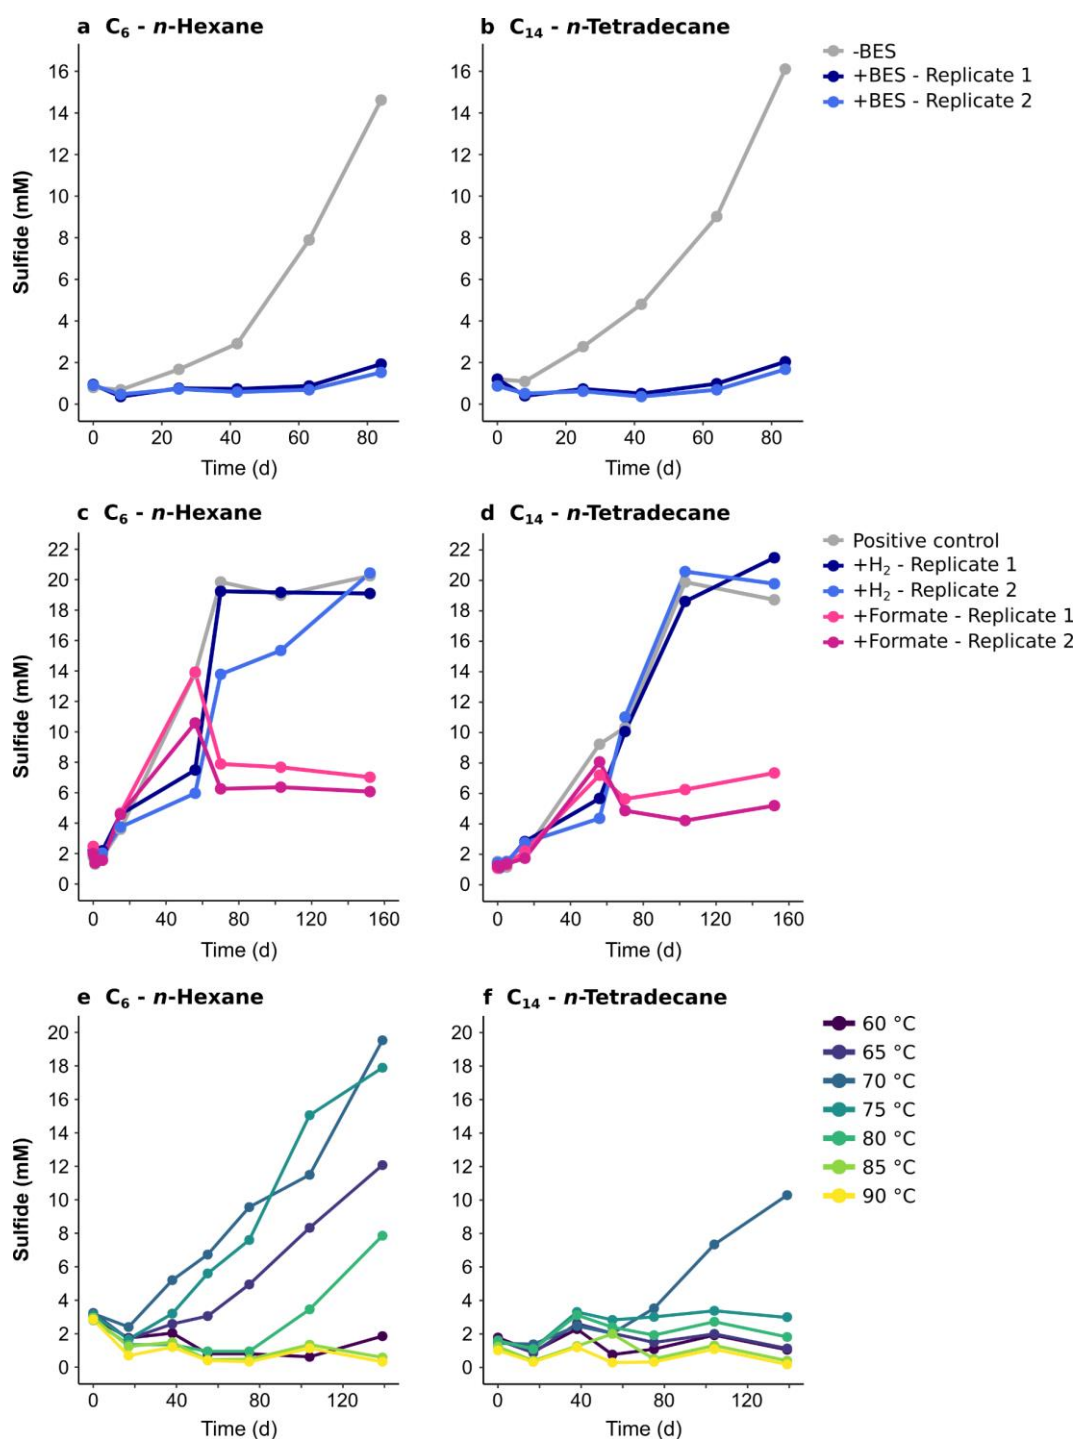 a C₆ - n-Hexane
b C₁₄ - n-Tetradecane
-BES
+BES - Replicate 1
+BES - Replicate 2
Sulfide (mM)
16
14
12
10
8
6
4
2
0
0 20 40 60 80
Time (d)
16
14
12
10
8
6
4
2
0
0 20 40 60 80
Time (d)
c C₆ - n-Hexane
d C₁₄ - n-Tetradecane
Positive control
+H₂ - Replicate 1
+H₂ - Replicate 2
+Formate - Replicate 1
+Formate - Replicate 2
Sulfide (mM)
22
20
18
16
14
12
10
8
6
4
2
0
0 40 80 120 160
Time (d)
22
20
18
16
14
12
10
8
6
4
2
0
0 40 80 120 160
Time (d)
e C₆ - n-Hexane
f C₁₄ - n-Tetradecane
60 °C
65 °C
70 °C
75 °C
80 °C
85 °C
90 °C
Sulfide (mM)
20
18
16
14
12
10
8
6
4
2
0
0 40 80 120
Time (d)
20
18
16
14
12
10
8
6
4
2
0
0 40 80 120
Time (d)